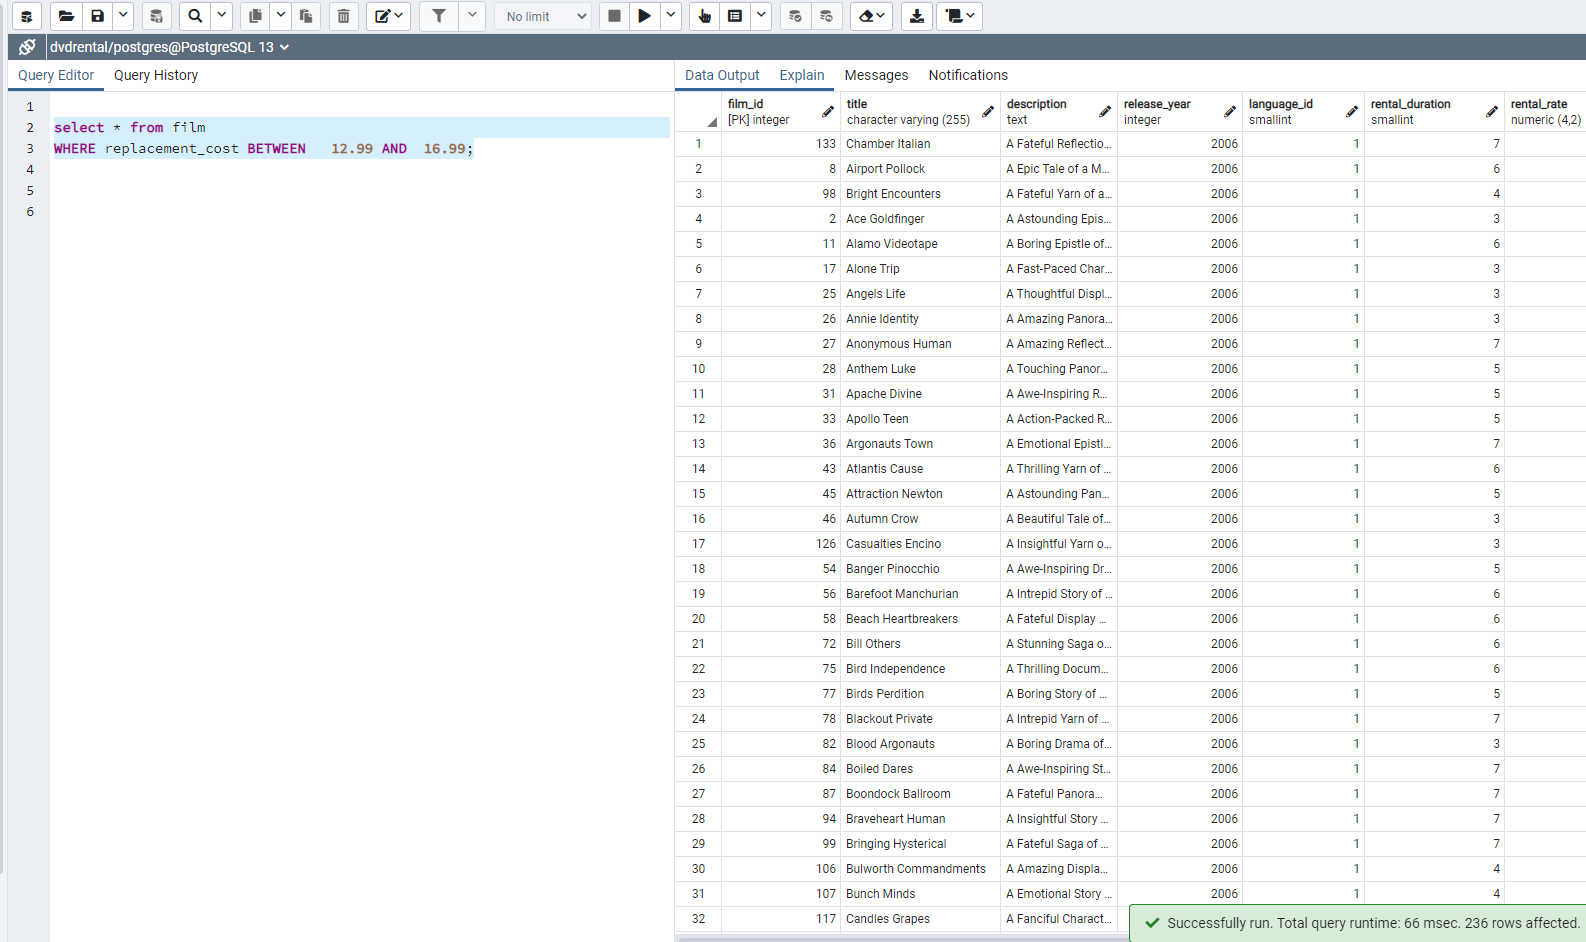 No limit
dvdrental/postgres@PostgreSQL 13
Query Editor Query History
1
2 select * from film
3 WHERE replacement_cost BETWEEN 12.99 AND 16.99;
4
5
6
Data Output Explain Messages Notifications
film_id title description release_year language_id rental_duration rental_rate
[PK] integer character varying (255) text integer smallint smallint numeric (4,2)
1 133 Chamber Italian A Fateful Reflectio... 2006 1 7
2 8 Airport Pollock A Epic Tale of a M... 2006 1 6
3 98 Bright Encounters A Fateful Yarn of a... 2006 1 4
4 2 Ace Goldfinger A Astounding Epis... 2006 1 3
5 11 Alamo Videotape A Boring Epistle of... 2006 1 6
6 17 Alone Trip A Fast-Paced Char... 2006 1 3
7 25 Angels Life A Thoughtful Displ... 2006 1 3
8 26 Annie Identity A Amazing Panora... 2006 1 3
9 27 Anonymous Human A Amazing Reflect... 2006 1 7
10 28 Anthem Luke A Touching Panor... 2006 1 5
11 31 Apache Divine A Awe-Inspiring R... 2006 1 5
12 33 Apollo Teen A Action-Packed R... 2006 1 5
13 36 Argonauts Town A Emotional Epistl... 2006 1 7
14 43 Atlantis Cause A Thrilling Yarn of ... 2006 1 6
15 45 Attraction Newton A Astounding Pan... 2006 1 5
16 46 Autumn Crow A Beautiful Tale of... 2006 1 3
17 126 Casualties Encino A Insightful Yarn o... 2006 1 3
18 54 Banger Pinocchio A Awe-Inspiring Dr... 2006 1 5
19 56 Barefoot Manchurian A Intrepid Story of ... 2006 1 6
20 58 Beach Heartbreakers A Fateful Display ... 2006 1 6
21 72 Bill Others A Stunning Saga o... 2006 1 6
22 75 Bird Independence A Thrilling Docum... 2006 1 6
23 77 Birds Perdition A Boring Story of ... 2006 1 5
24 78 Blackout Private A Intrepid Yarn of ... 2006 1 7
25 82 Blood Argonauts A Boring Drama of... 2006 1 3
26 84 Boiled Dares A Awe-Inspiring St... 2006 1 7
27 87 Boondock Ballroom A Fateful Panora... 2006 1 7
28 94 Braveheart Human A Insightful Story ... 2006 1 7
29 99 Bringing Hysterical A Fateful Saga of ... 2006 1 7
30 106 Bulworth Commandments A Amazing Displa... 2006 1 4
31 107 Bunch Minds A Emotional Story ... 2006 1 4
32 117 Candles Grapes A Fanciful Charact...
Successfully run. Total query runtime: 66 msec. 236 rows affected.